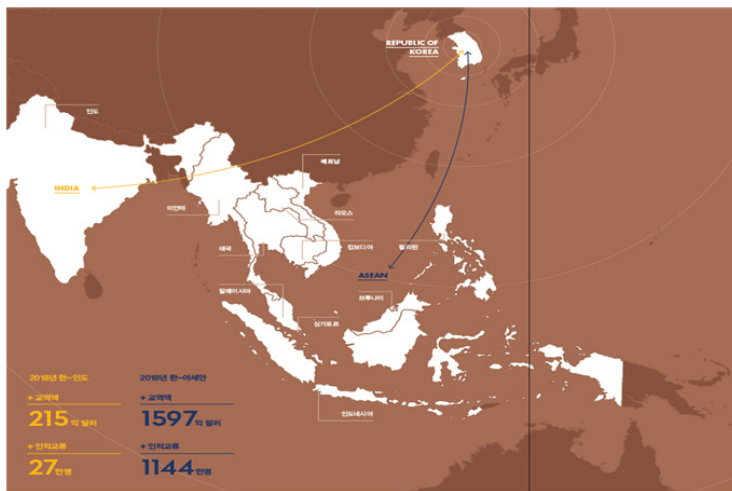 REPUBLIC OF
KOREA
인도
베트남
INDIA
미얀마
라오스
태국
캄보디아
필리핀
ASEAN
말레이시아
브루나이
싱가포르
인도네시아
2018년 한–인도
+ 교역액
215억 달러
+ 인적교류
27만명
2018년 한–아세안
+ 교역액
1597억 달러
+ 인적교류
1144만명